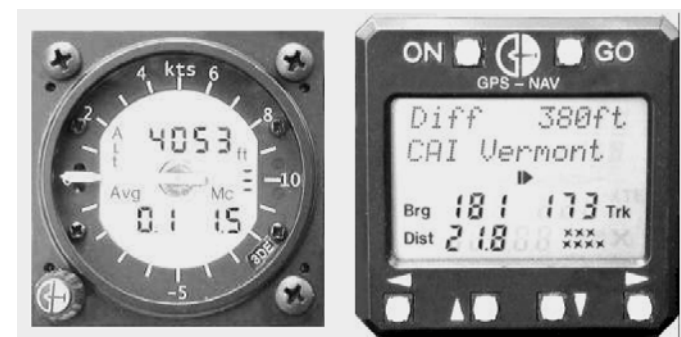 4 kts 6
2 8
10
-5
ALt
4053 ft
Avg Mc
0.1 1.5
ON GO
GPS - NAV
Diff 380ft
CAI Vermont
Brg 181 173 Trk
Dist 21.8